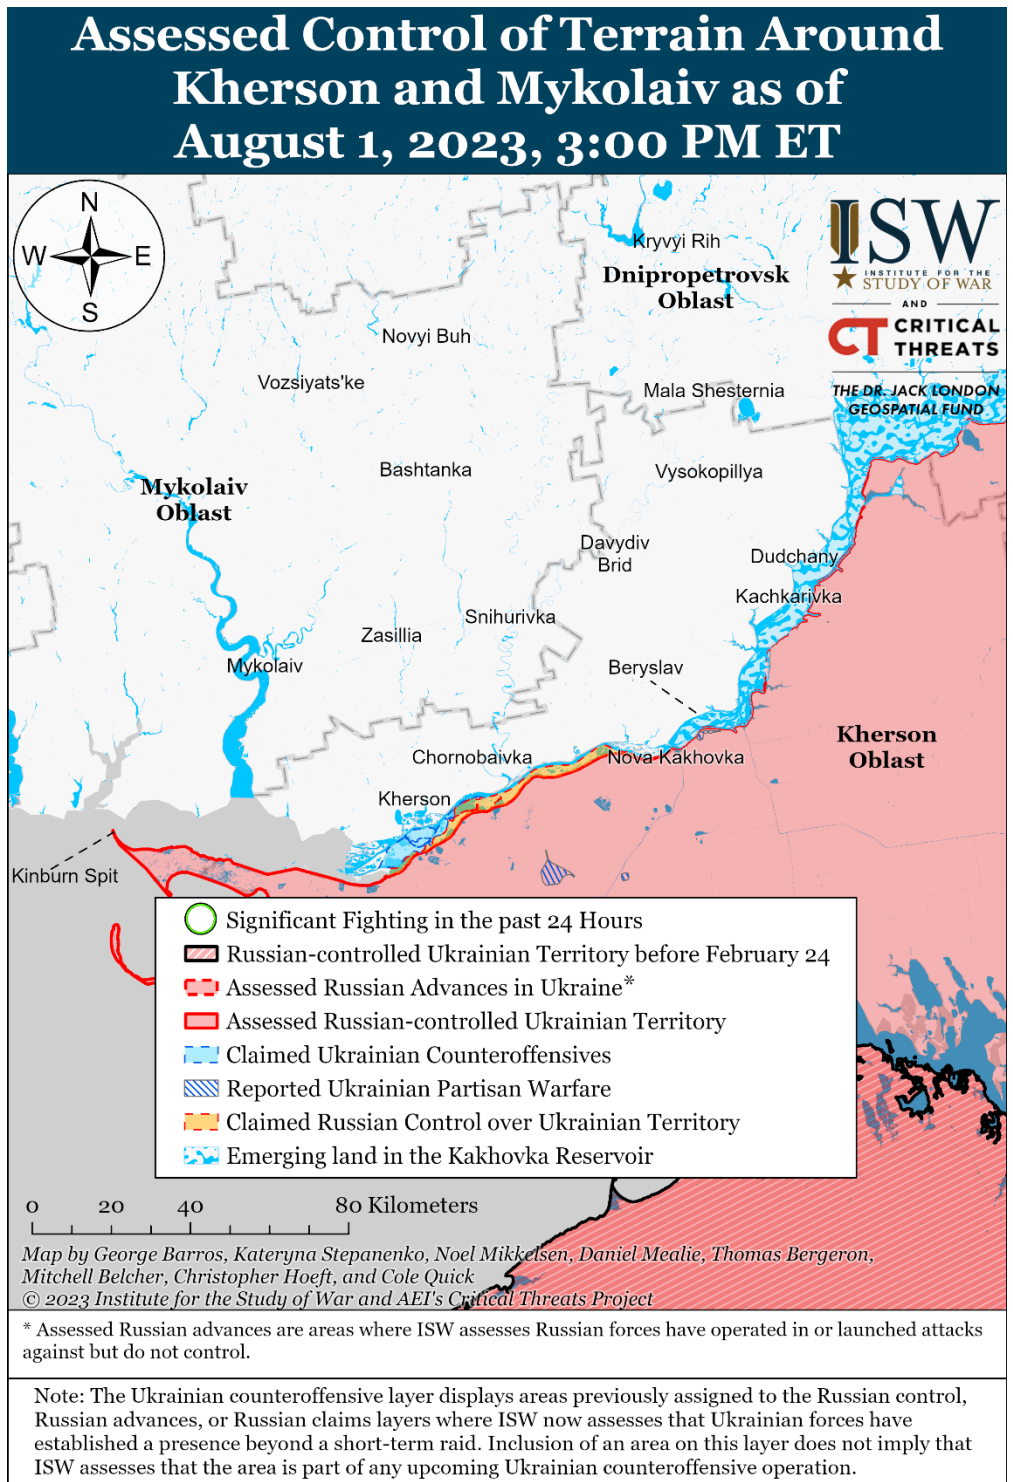 Assessed Control of Terrain Around
Kherson and Mykolaiv as of
August 1, 2023, 3:00 PM ET
N
W E
S
ISW
INSTITUTE FOR THE
STUDY OF WAR
AND
CT CRITICAL
THREATS
THE DR. JACK LONDON
GEOSPATIAL FUND
Kryvyi Rih
Dnipropetrovsk
Oblast
Novyi Buh
Vozsiyats'ke
Mala Shesternia
Bashtanka
Vysokopillya
Mykolaiv
Oblast
Davydiv
Brid
Dudchany
Kachkarivka
Snihurivka
Zasillia
Mykolaiv
Beryslav
Kherson
Oblast
Chornobaivka
Nova Kakhovka
Kherson
Kinburn Spit
Significant Fighting in the past 24 Hours
Russian-controlled Ukrainian Territory before February 24
Assessed Russian Advances in Ukraine*
Assessed Russian-controlled Ukrainian Territory
Claimed Ukrainian Counteroffensives
Reported Ukrainian Partisan Warfare
Claimed Russian Control over Ukrainian Territory
Emerging land in the Kakhovka Reservoir
0 20 40 80 Kilometers
Map by George Barros, Kateryna Stepanenko, Noel Mikkelsen, Daniel Mealie, Thomas Bergeron,
Mitchell Belcher, Christopher Hoeft, and Cole Quick
© 2023 Institute for the Study of War and AEI's Critical Threats Project
* Assessed Russian advances are areas where ISW assesses Russian forces have operated in or launched attacks
against but do not control.
Note: The Ukrainian counteroffensive layer displays areas previously assigned to the Russian control,
Russian advances, or Russian claims layers where ISW now assesses that Ukrainian forces have
established a presence beyond a short-term raid. Inclusion of an area on this layer does not imply that
ISW assesses that the area is part of any upcoming Ukrainian counteroffensive operation.